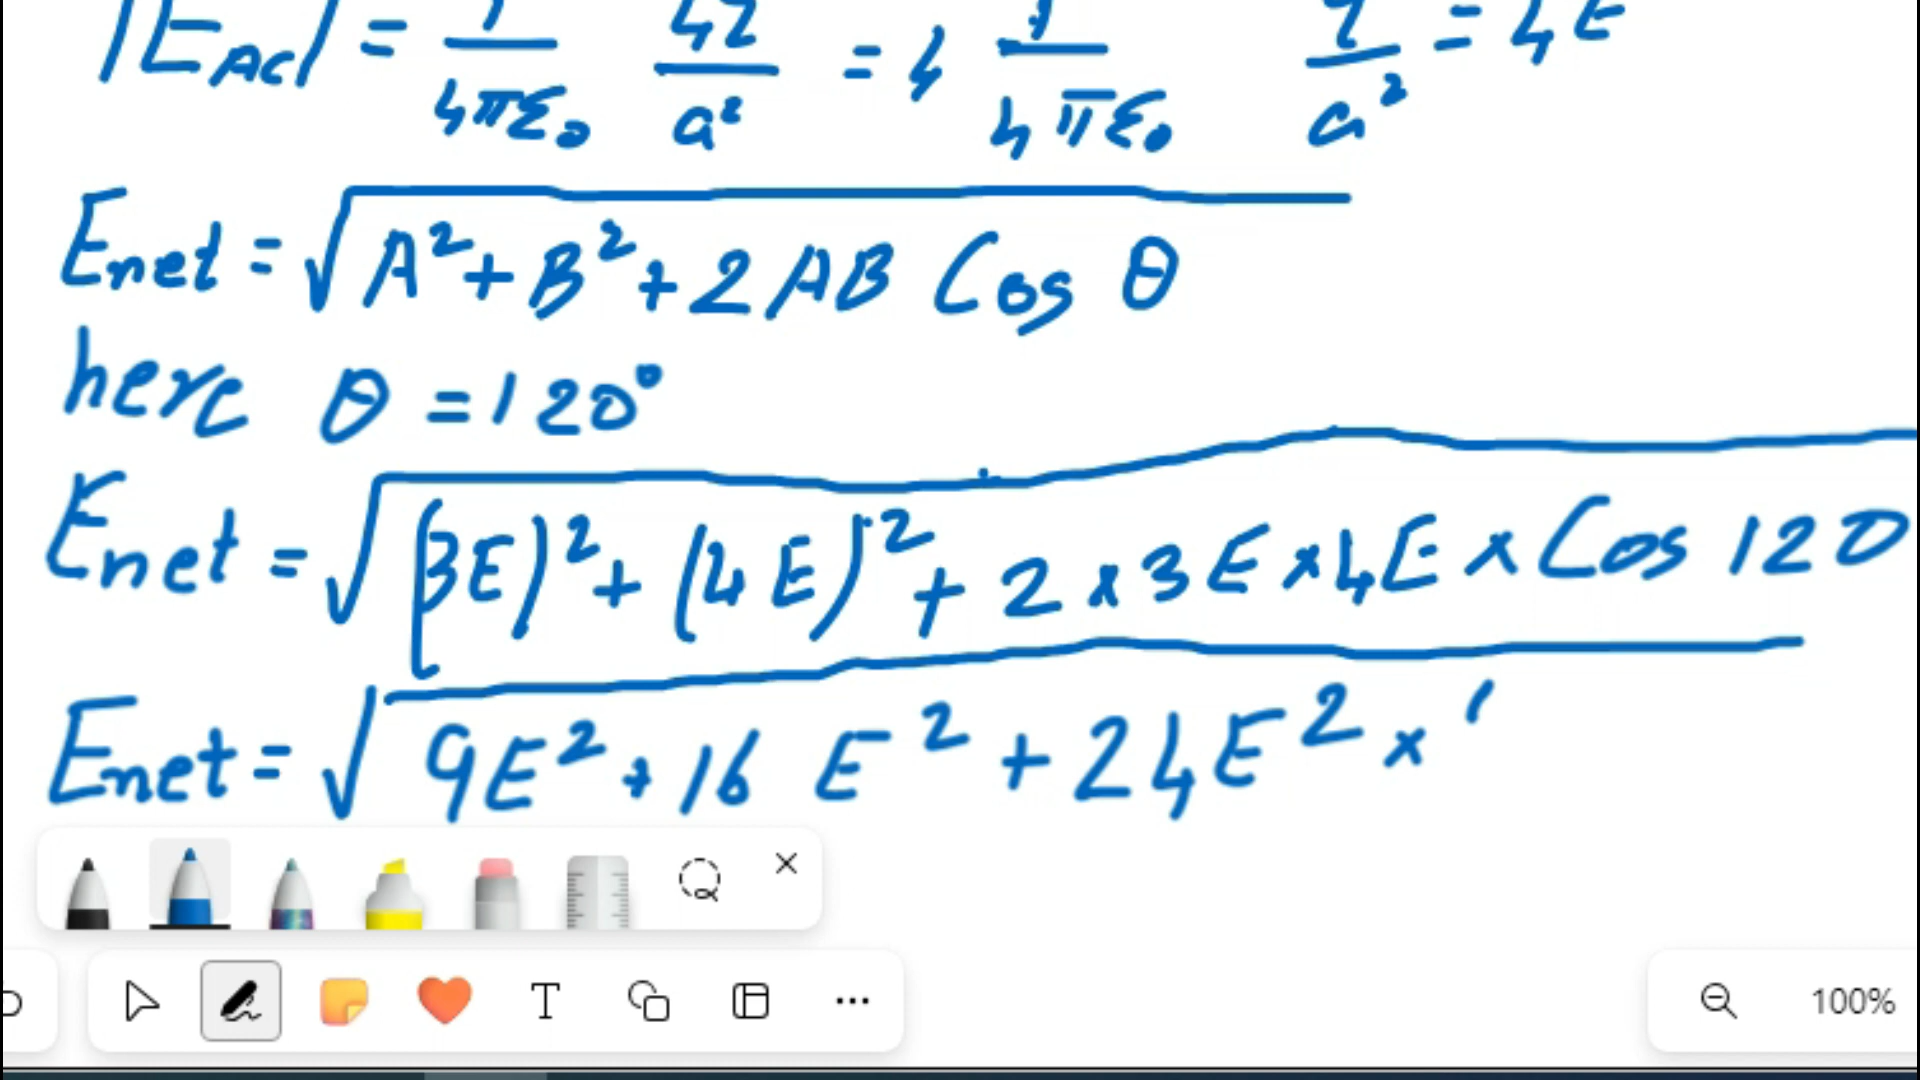 |E_AC| = 1/4πε₀ 4q/a² = 4 1/4πε₀ q/a² = 4E
Enet = √A² + B² + 2AB Cos θ
here θ = 120°
Enet = √(3E)² + (4E)² + 2 × 3E × 4E × Cos 120
Enet = √9E² + 16 E² + 24E² ×
T
100%